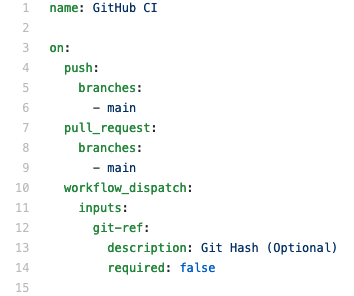 1 name: GitHub CI
2
3 on:
4   push:
5     branches:
6       - main
7   pull_request:
8     branches:
9       - main
10   workflow_dispatch:
11     inputs:
12       git-ref:
13         description: Git Hash (Optional)
14         required: false
15